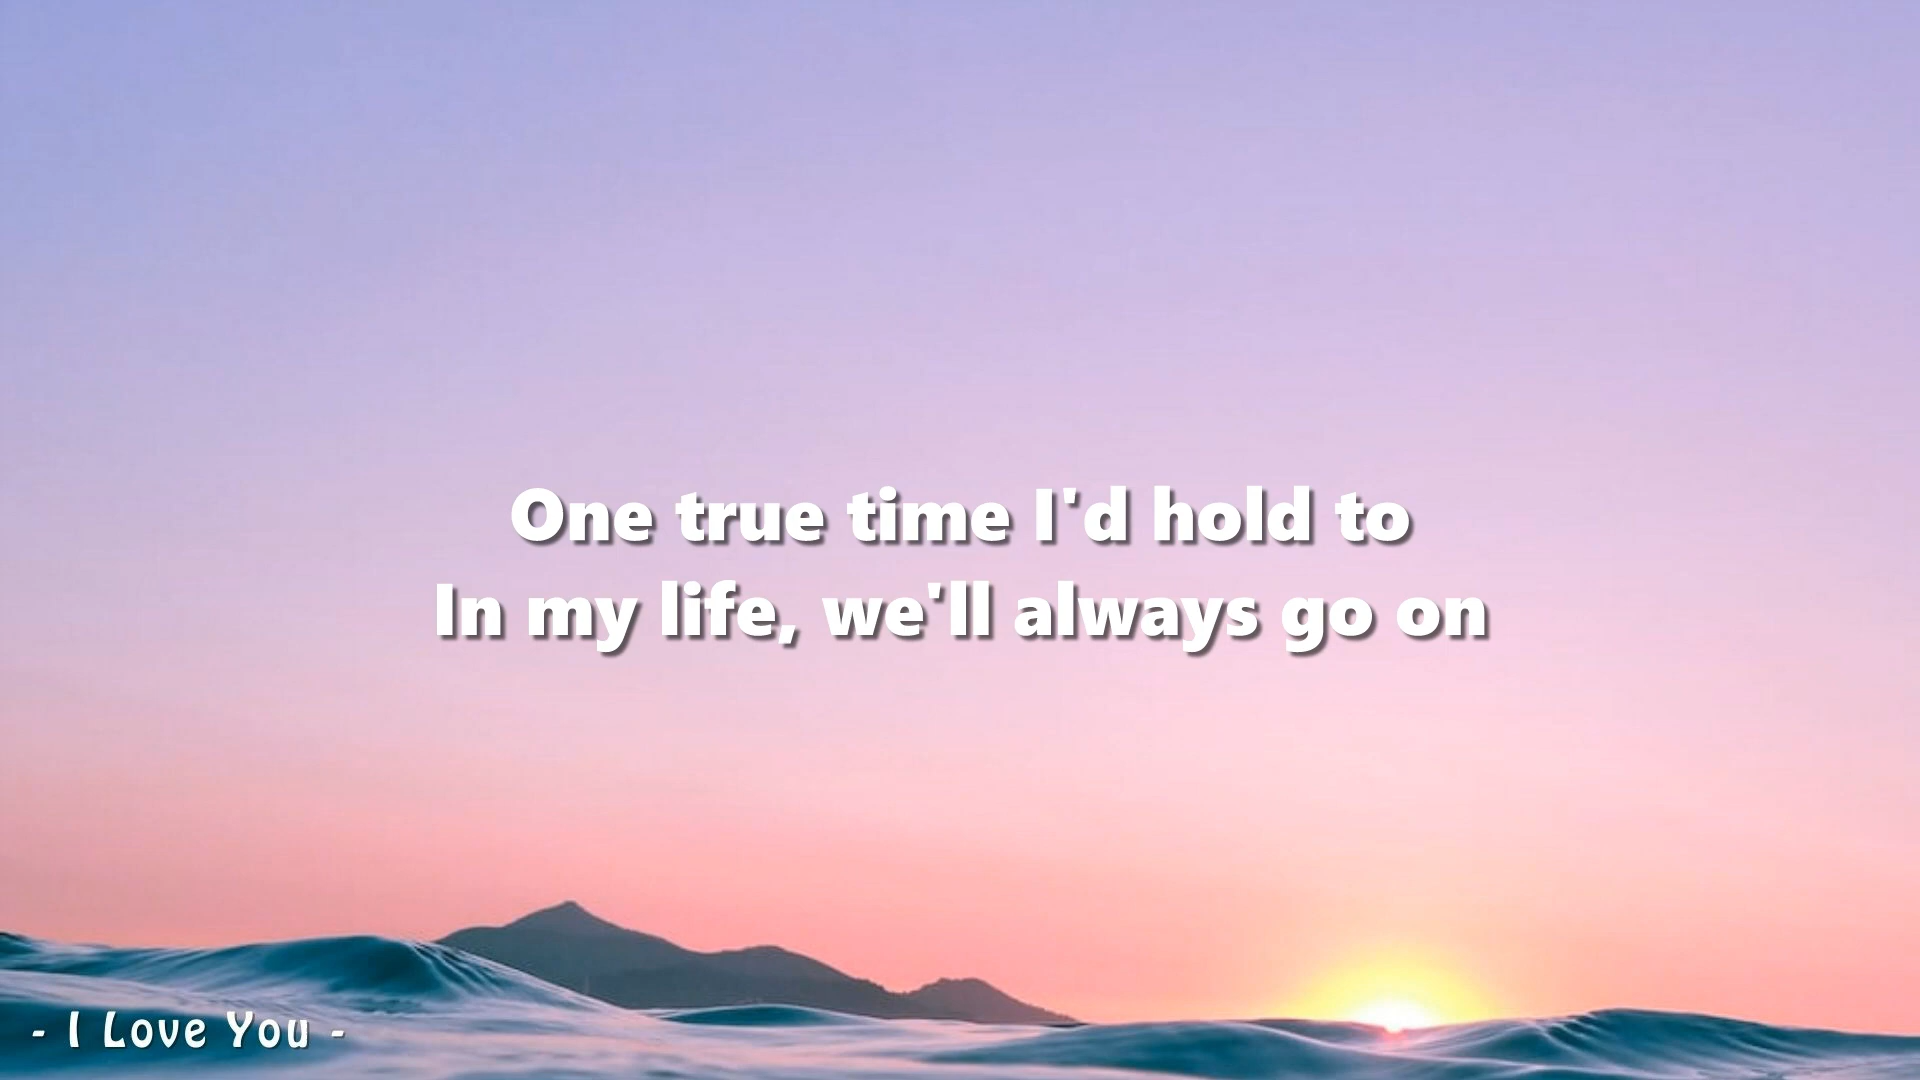 One true time I'd hold to
In my life, we'll always go on
- I Love You -